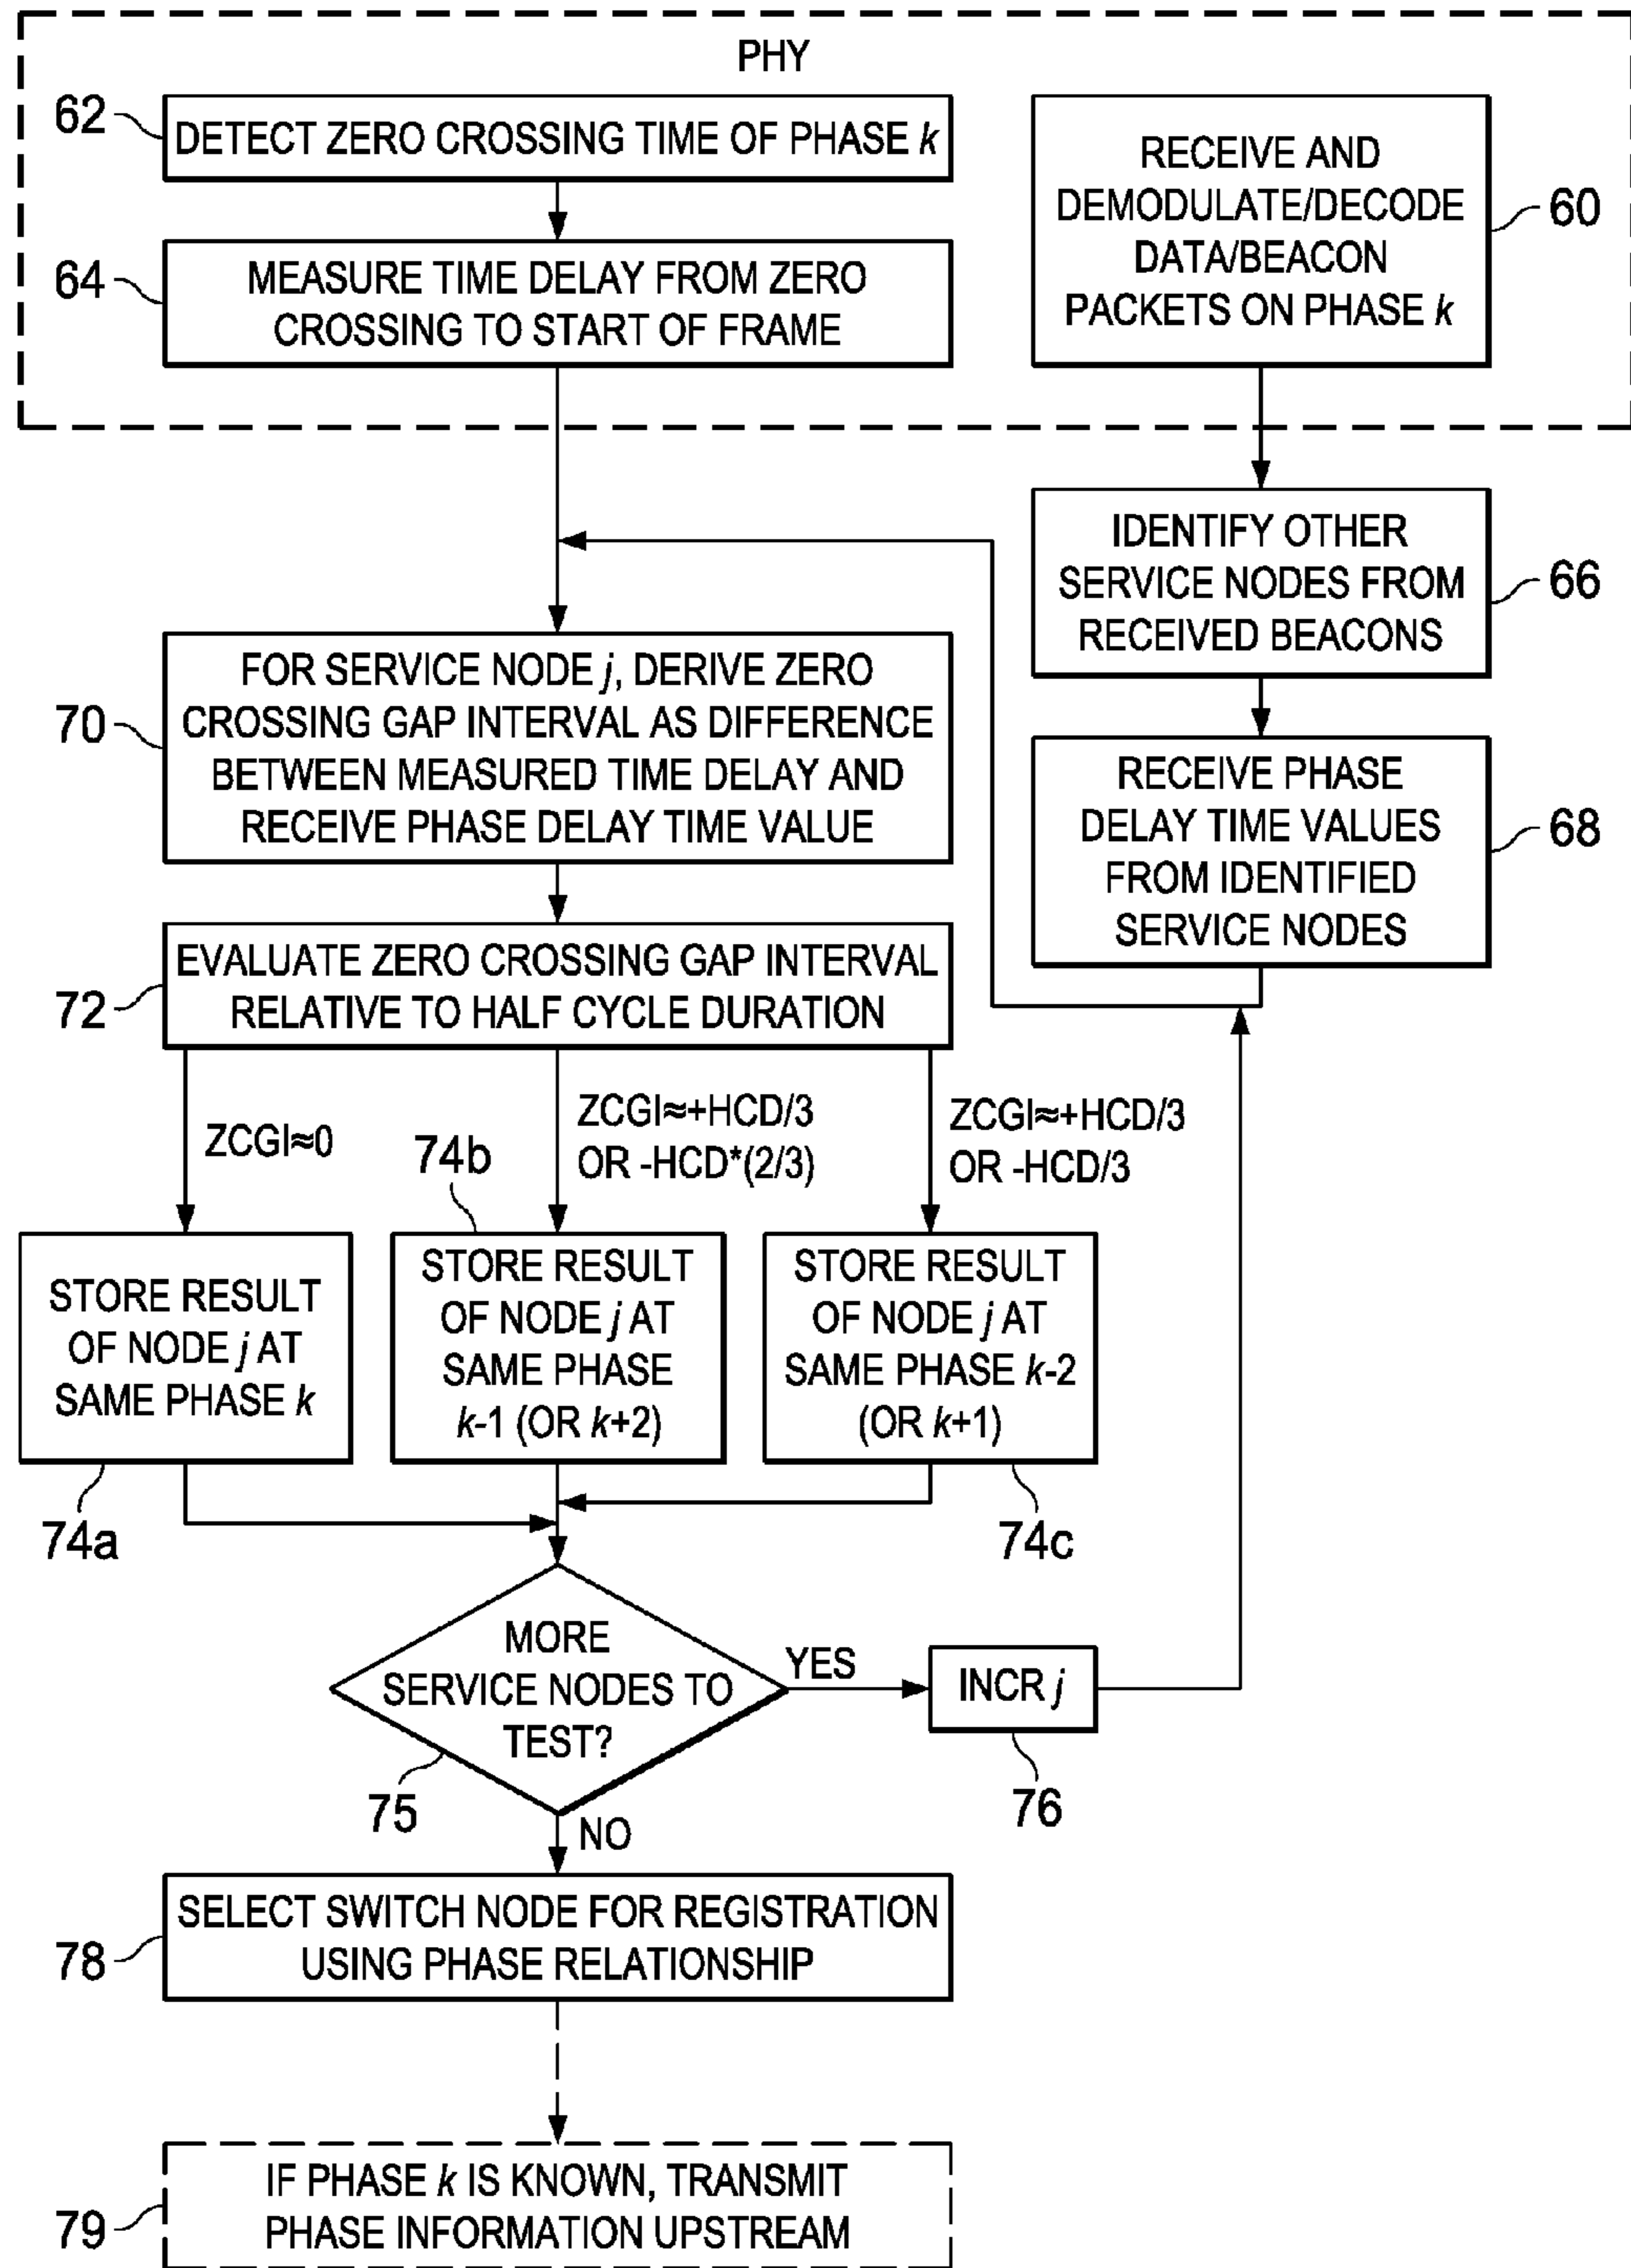 PHY
62
DETECT ZERO CROSSING TIME OF PHASE k
64
MEASURE TIME DELAY FROM ZERO
CROSSING TO START OF FRAME
RECEIVE AND
DEMODULATE/DECODE
DATA/BEACON
PACKETS ON PHASE k
60
IDENTIFY OTHER
SERVICE NODES FROM
RECEIVED BEACONS
66
RECEIVE PHASE
DELAY TIME VALUES
FROM IDENTIFIED
SERVICE NODES
68
70
FOR SERVICE NODE j, DERIVE ZERO
CROSSING GAP INTERVAL AS DIFFERENCE
BETWEEN MEASURED TIME DELAY AND
RECEIVE PHASE DELAY TIME VALUE
72
EVALUATE ZERO CROSSING GAP INTERVAL
RELATIVE TO HALF CYCLE DURATION
ZCGI≈0
ZCGI≈+HCD/3
OR -HCD*(2/3)
ZCGI≈+HCD/3
OR -HCD/3
74b
STORE RESULT
OF NODE j AT
SAME PHASE k
STORE RESULT
OF NODE j AT
SAME PHASE
k-1 (OR k+2)
STORE RESULT
OF NODE j AT
SAME PHASE k-2
(OR k+1)
74a
74c
MORE
SERVICE NODES TO
TEST?
75
YES
INCR j
76
NO
78
SELECT SWITCH NODE FOR REGISTRATION
USING PHASE RELATIONSHIP
79
IF PHASE k IS KNOWN, TRANSMIT
PHASE INFORMATION UPSTREAM